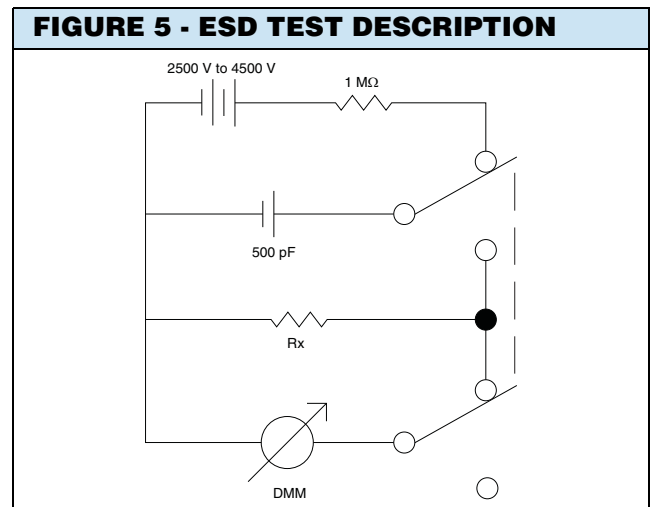 FIGURE 5 - ESD TEST DESCRIPTION
2500 V to 4500 V
1 MΩ
500 pF
Rx
DMM